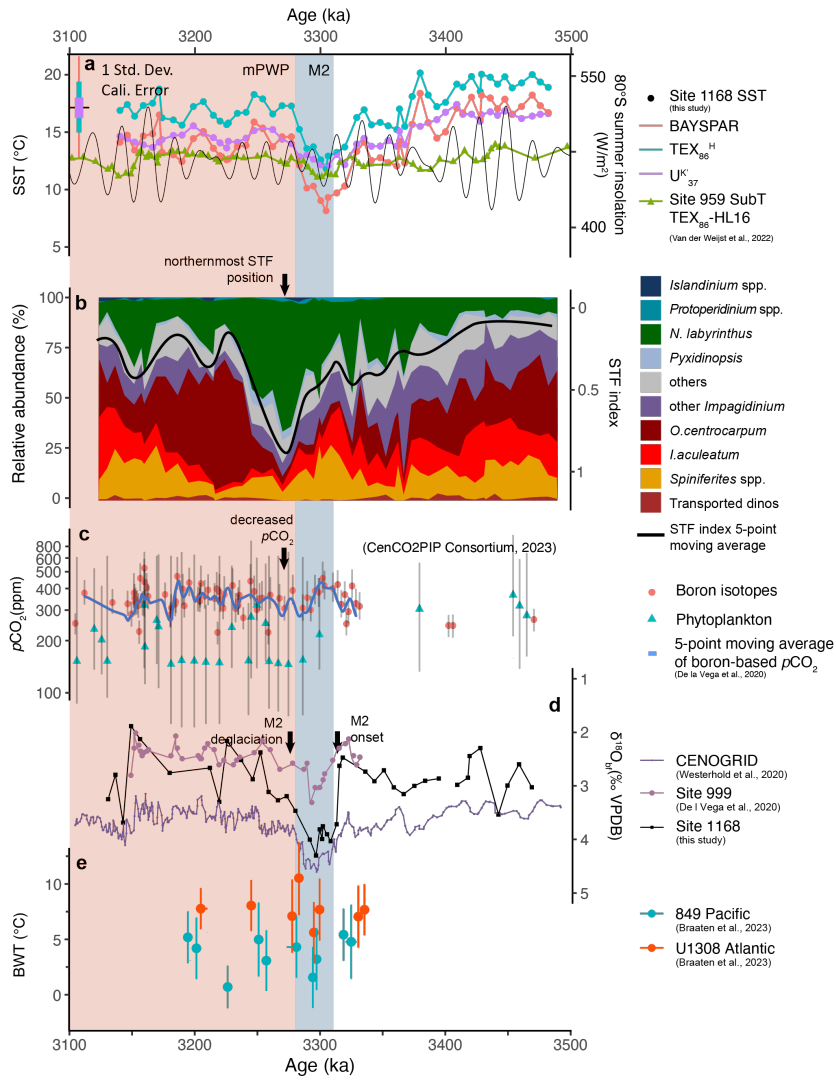 Age (ka)
3100 3200 3300 3400 3500
a
1 Std. Dev.
Cali. Error
mPWP
M2
20
15
10
5
SST (°C)
550
400
80°S summer insolation
(W/m²)
Site 1168 SST
(this study)
BAYSPAR
TEX₈₆ᴴ
Uᴷ'₃₇
Site 959 SubT
TEX₈₆-HL16
(Van der Weijst et al., 2022)
northernmost STF
position
b
100
75
50
25
0
Relative abundance (%)
0
0.5
1
STF index
Islandinium spp.
Protoperidinium spp.
N. labyrinthus
Pyxidinopsis
others
other Impagidinium
O.centrocarpum
I.aculeatum
Spiniferites spp.
Transported dinos
STF index 5-point
moving average
c
decreased
pCO₂
(CenCO2PIP Consortium, 2023)
800
600
500
400
300
200
100
pCO₂(ppm)
Boron isotopes
Phytoplankton
5-point moving average
of boron-based pCO₂
(De la Vega et al., 2020)
d
M2
deglaciation
M2
onset
1
2
3
4
5
δ¹⁸O_bf(‰ VPDB)
CENOGRID
(Westerhold et al., 2020)
Site 999
(De l Vega et al., 2020)
Site 1168
(this study)
e
10
5
0
BWT (°C)
849 Pacific
(Braaten et al., 2023)
U1308 Atlantic
(Braaten et al., 2023)
3100 3200 3300 3400 3500
Age (ka)